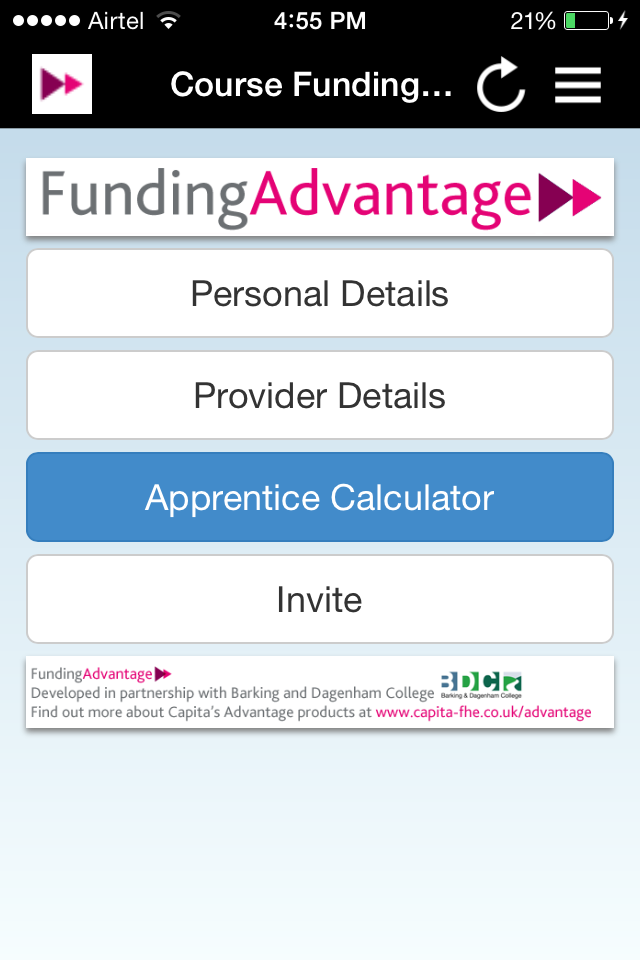 Airtel 4:55 PM 21%
Course Funding...
FundingAdvantage
Personal Details
Provider Details
Apprentice Calculator
Invite
FundingAdvantage
Developed in partnership with Barking and Dagenham College BDC
Barking & Dagenham College
Find out more about Capita's Advantage products at www.capita-fhe.co.uk/advantage